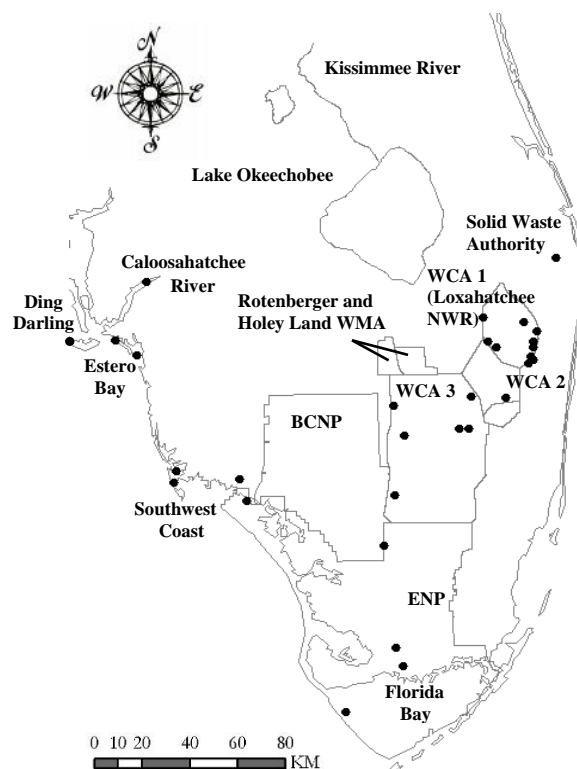 N
W
E
S
Kissimmee River
Lake Okeechobee
Solid Waste
Authority
Caloosahatchee
River
WCA 1
(Loxahatchee
NWR)
Ding
Darling
Rotenberger and
Holey Land WMA
Estero
Bay
WCA 3
WCA 2
BCNP
Southwest
Coast
ENP
Florida
Bay
0 10 20 40 60 80
KM